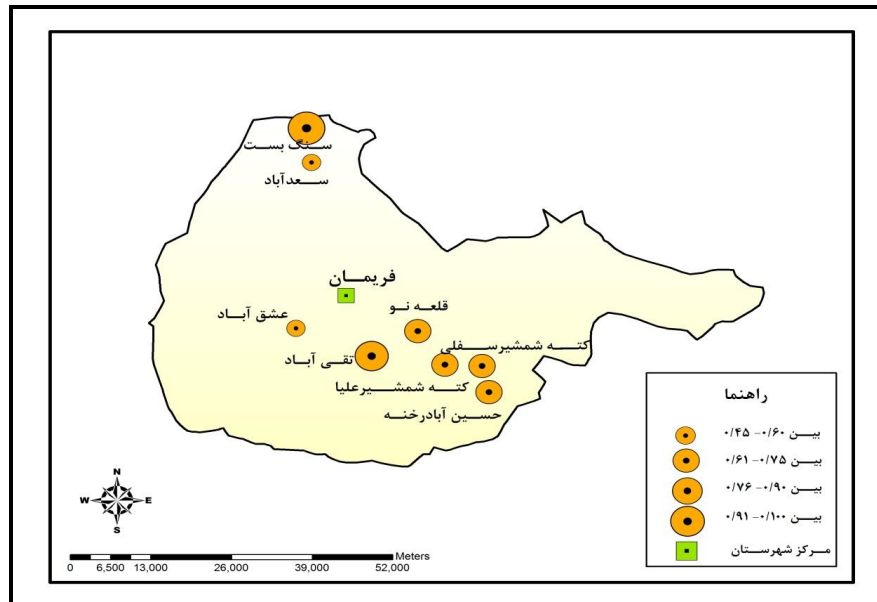 سنگ بست
سعدآباد
فریمان
قلعه نو
عشق آباد
کته شمشیرسفلی
تقی آباد
کته شمشیرعلیا
حسین آبادرخنه
راهنما
بین ۰/۶۰ - ۰/۴۵
بین ۰/۷۵ - ۰/۶۱
بین ۰/۹۰ - ۰/۷۶
بین ۰/۱۰۰ - ۰/۹۱
مرکز شهرستان
N
W E
S
Meters
0 6,500 13,000 26,000 39,000 52,000